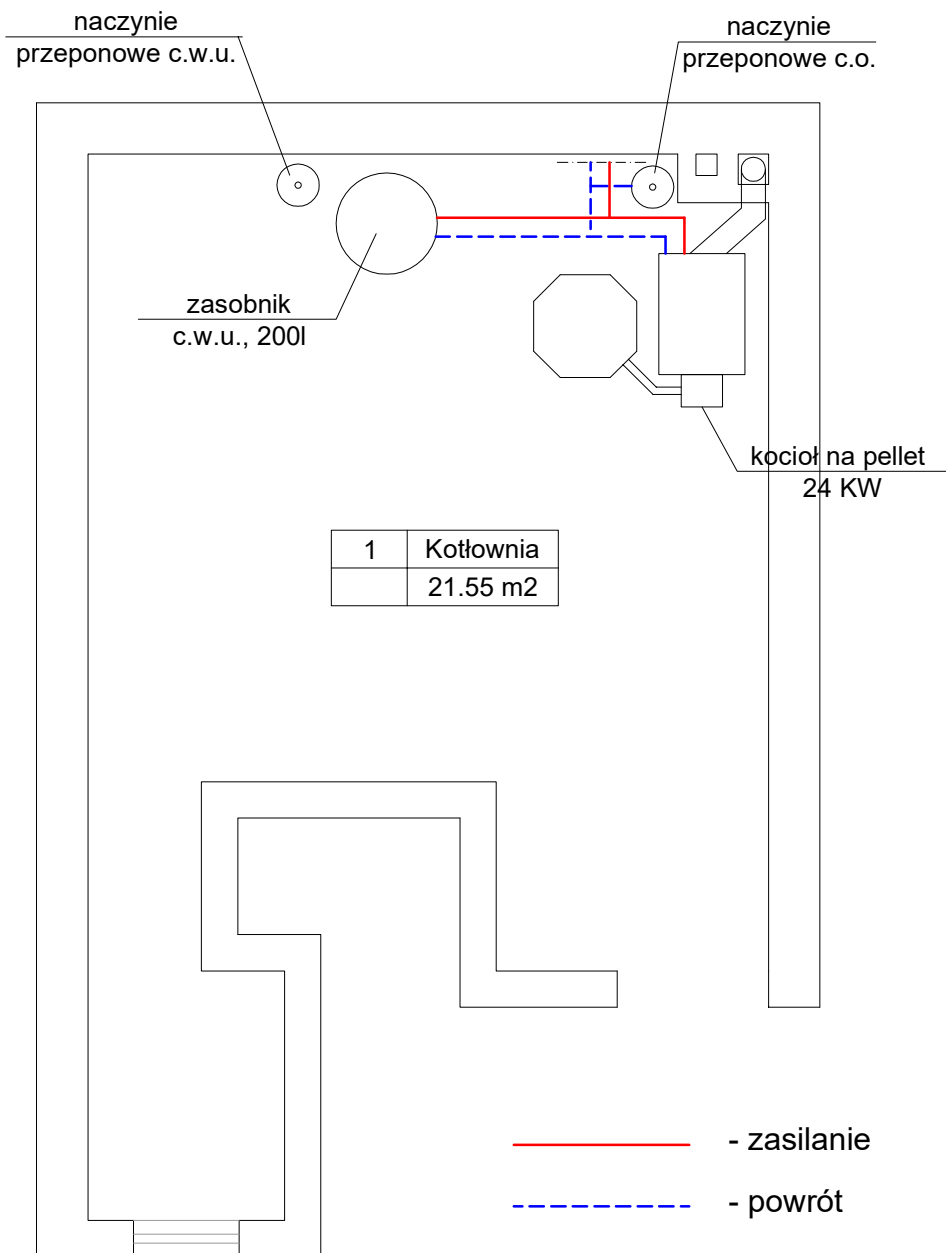 naczynie
przeponowe c.w.u.
naczynie
przeponowe c.o.
zasobnik
c.w.u., 200l
kocioł na pellet
24 KW
1 Kotłownia
21.55 m2
- zasilanie
- powrót